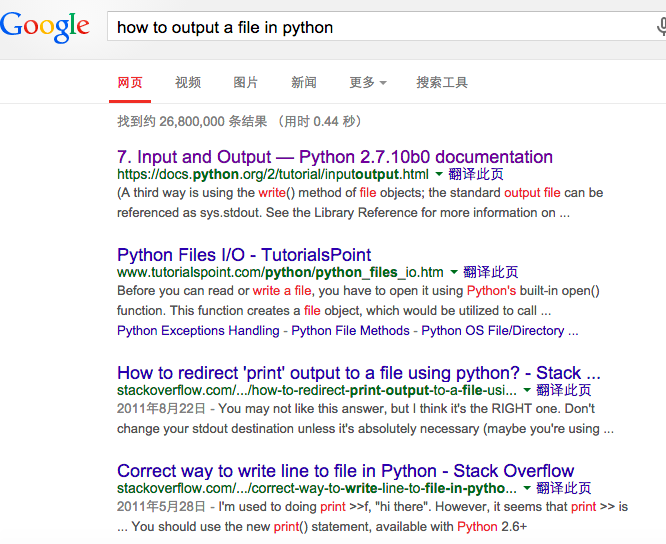 Google
how to output a file in python
网页 视频 图片 新闻 更多 搜索工具
找到约 26,800,000 条结果 （用时 0.44 秒）
7. Input and Output — Python 2.7.10b0 documentation
https://docs.python.org/2/tutorial/inputoutput.html 翻译此页
(A third way is using the write() method of file objects; the standard output file can be
referenced as sys.stdout. See the Library Reference for more information on ...
Python Files I/O - TutorialsPoint
www.tutorialspoint.com/python/python_files_io.htm 翻译此页
Before you can read or write a file, you have to open it using Python's built-in open()
function. This function creates a file object, which would be utilized to call ...
Python Exceptions Handling - Python File Methods - Python OS File/Directory ...
How to redirect 'print' output to a file using python? - Stack ...
stackoverflow.com/.../how-to-redirect-print-output-to-a-file-usi... 翻译此页
2011年8月22日 - You may not like this answer, but I think it's the RIGHT one. Don't
change your stdout destination unless it's absolutely necessary (maybe you're using ...
Correct way to write line to file in Python - Stack Overflow
stackoverflow.com/.../correct-way-to-write-line-to-file-in-pytho... 翻译此页
2011年5月28日 - I'm used to doing print >>f, "hi there". However, it seems that print >> is
... You should use the new print() statement, available with Python 2.6+